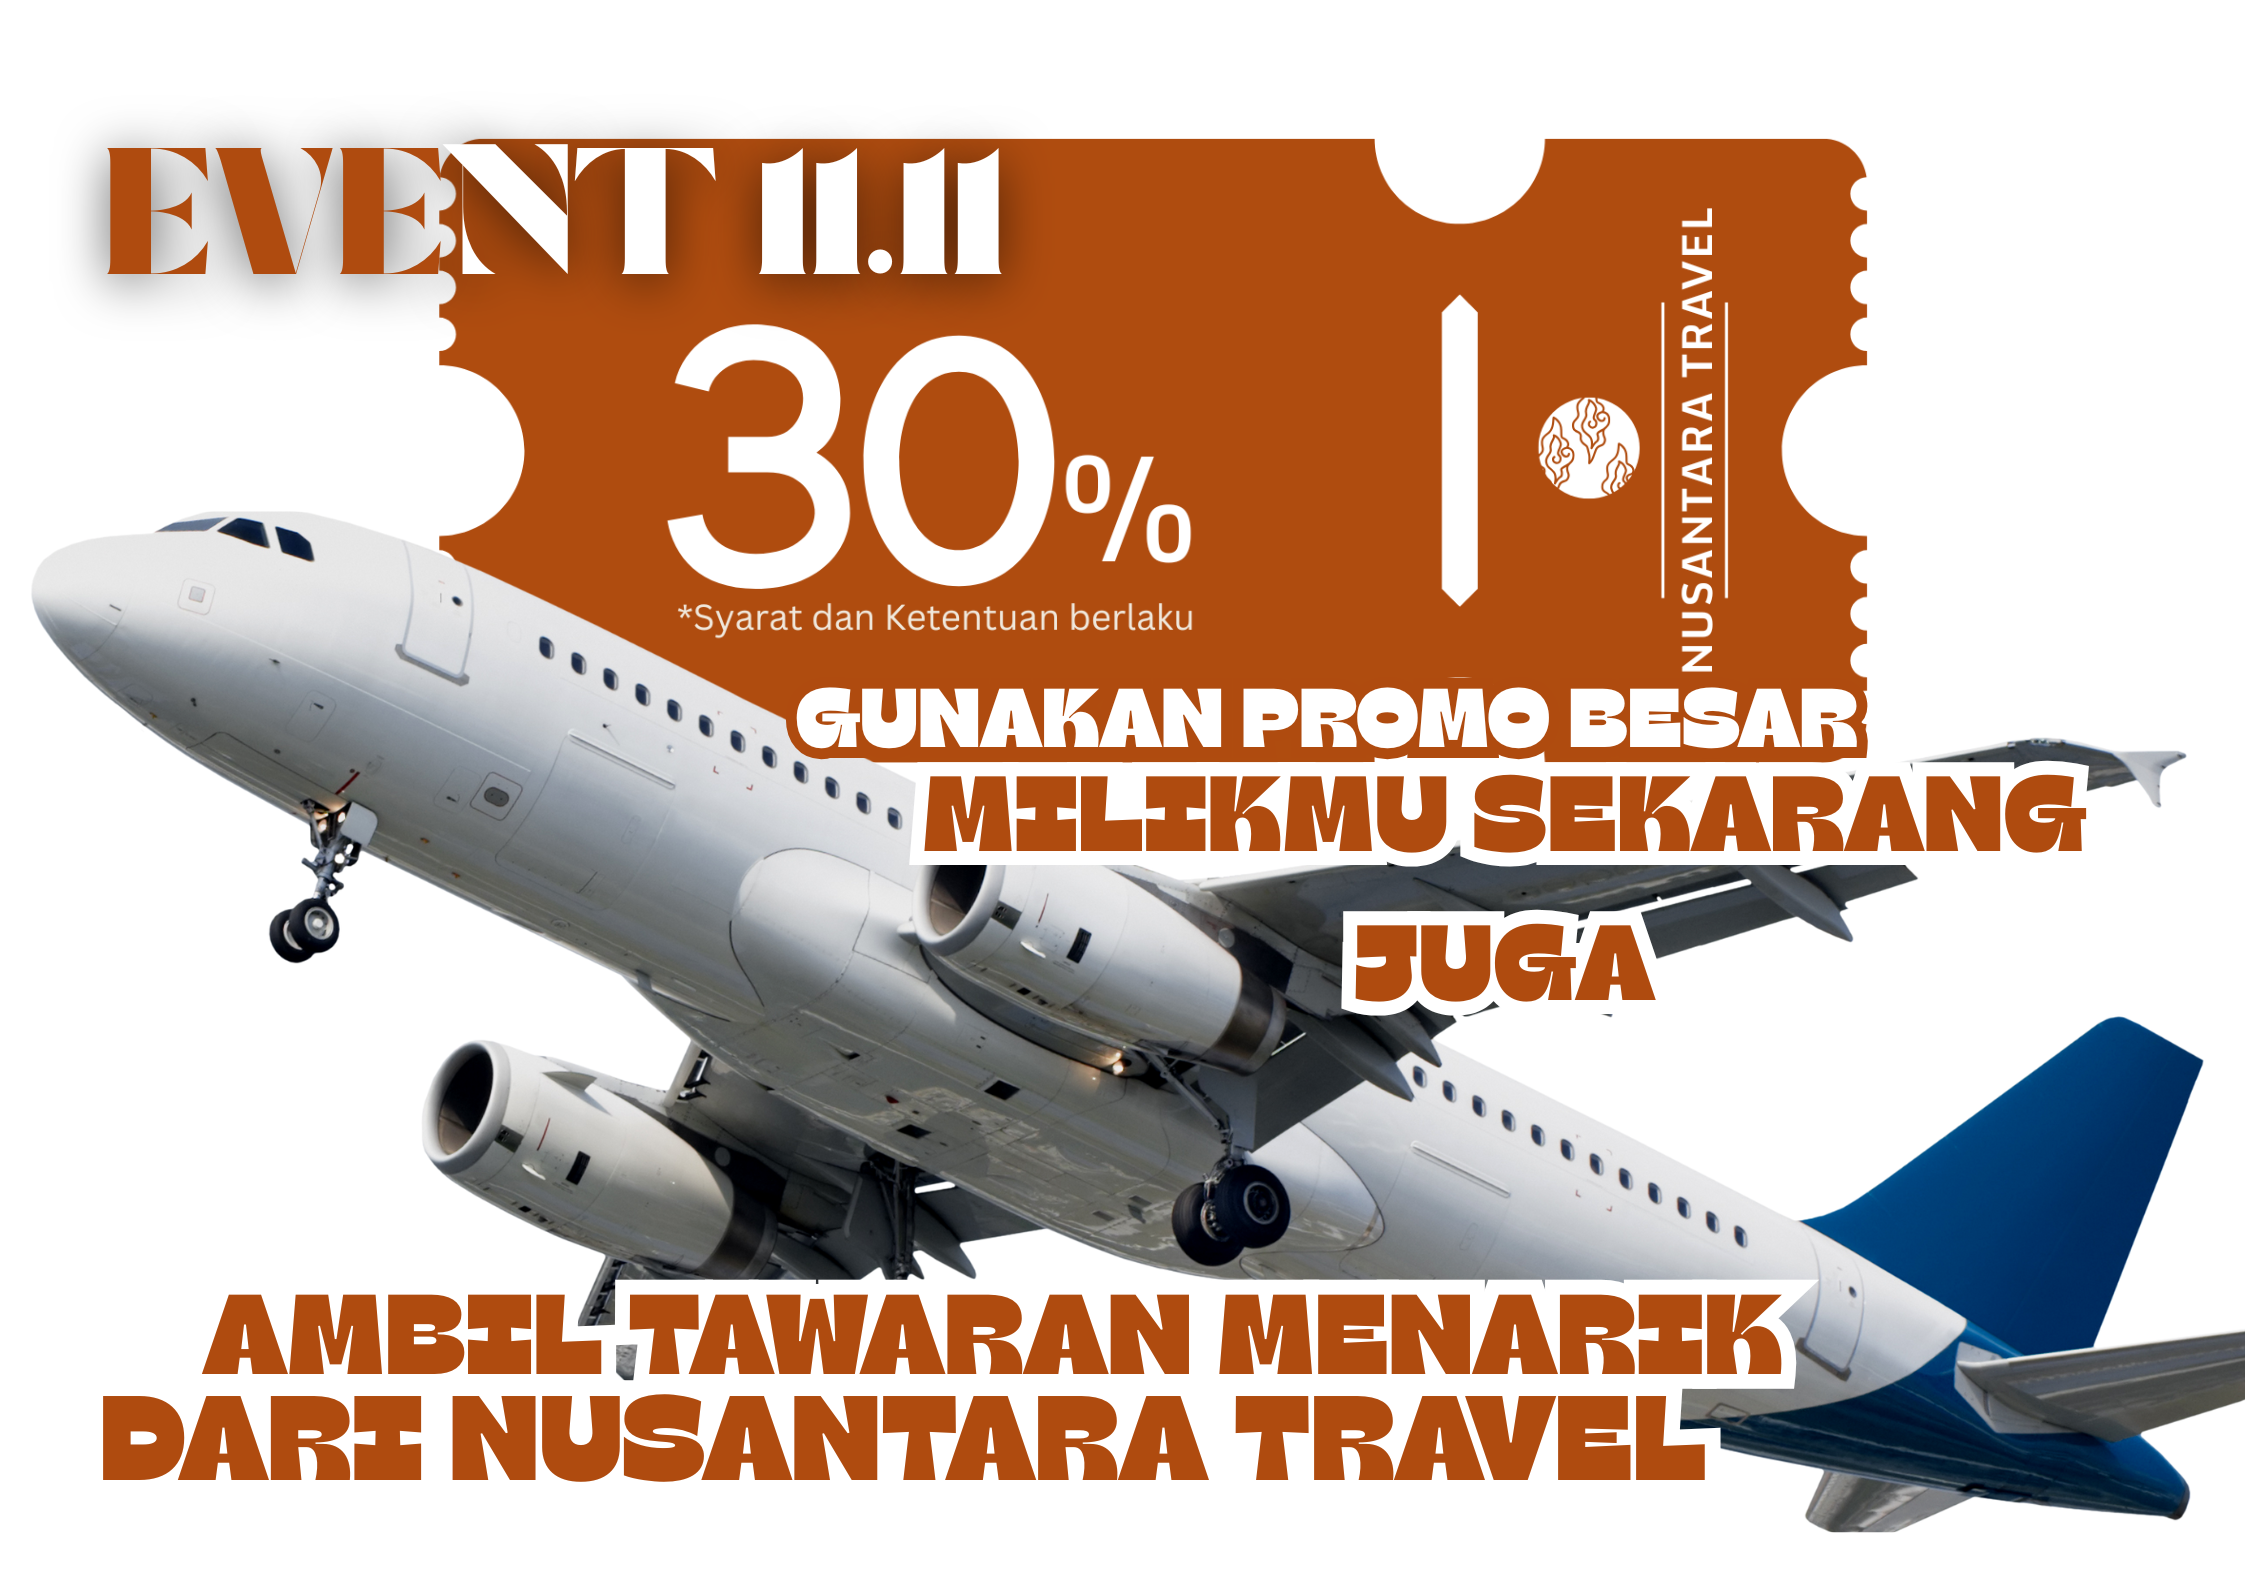 EVENT 11.11
30%
*Syarat dan Ketentuan berlaku
NUSANTARA TRAVEL
GUNAKAN PROMO BESAR
MILIKMU SEKARANG
JUGA
AMBIL TAWARAN MENARIK
DARI NUSANTARA TRAVEL